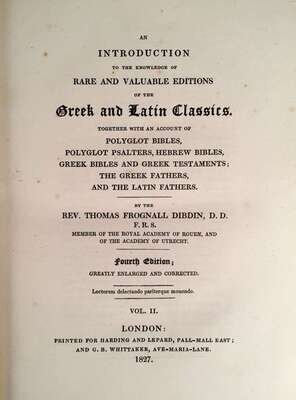 AN
INTRODUCTION
TO THE KNOWLEDGE OF
RARE AND VALUABLE EDITIONS
OF THE
Greek and Latin Classics.
TOGETHER WITH AN ACCOUNT OF
POLYGLOT BIBLES,
POLYGLOT PSALTERS, HEBREW BIBLES,
GREEK BIBLES AND GREEK TESTAMENTS;
THE GREEK FATHERS,
AND THE LATIN FATHERS.
BY THE
REV. THOMAS FROGNALL DIBDIN, D. D.
F. R. S.
MEMBER OF THE ROYAL ACADEMY OF ROUEN, AND
OF THE ACADEMY OF UTRECHT.
Fourth Edition;
GREATLY ENLARGED AND CORRECTED.
Lectorem delectando pariterque monendo.
VOL. II.
LONDON:
PRINTED FOR HARDING AND LEPARD, PALL-MALL EAST;
AND G. B. WHITTAKER, AVE-MARIA-LANE.
1827.